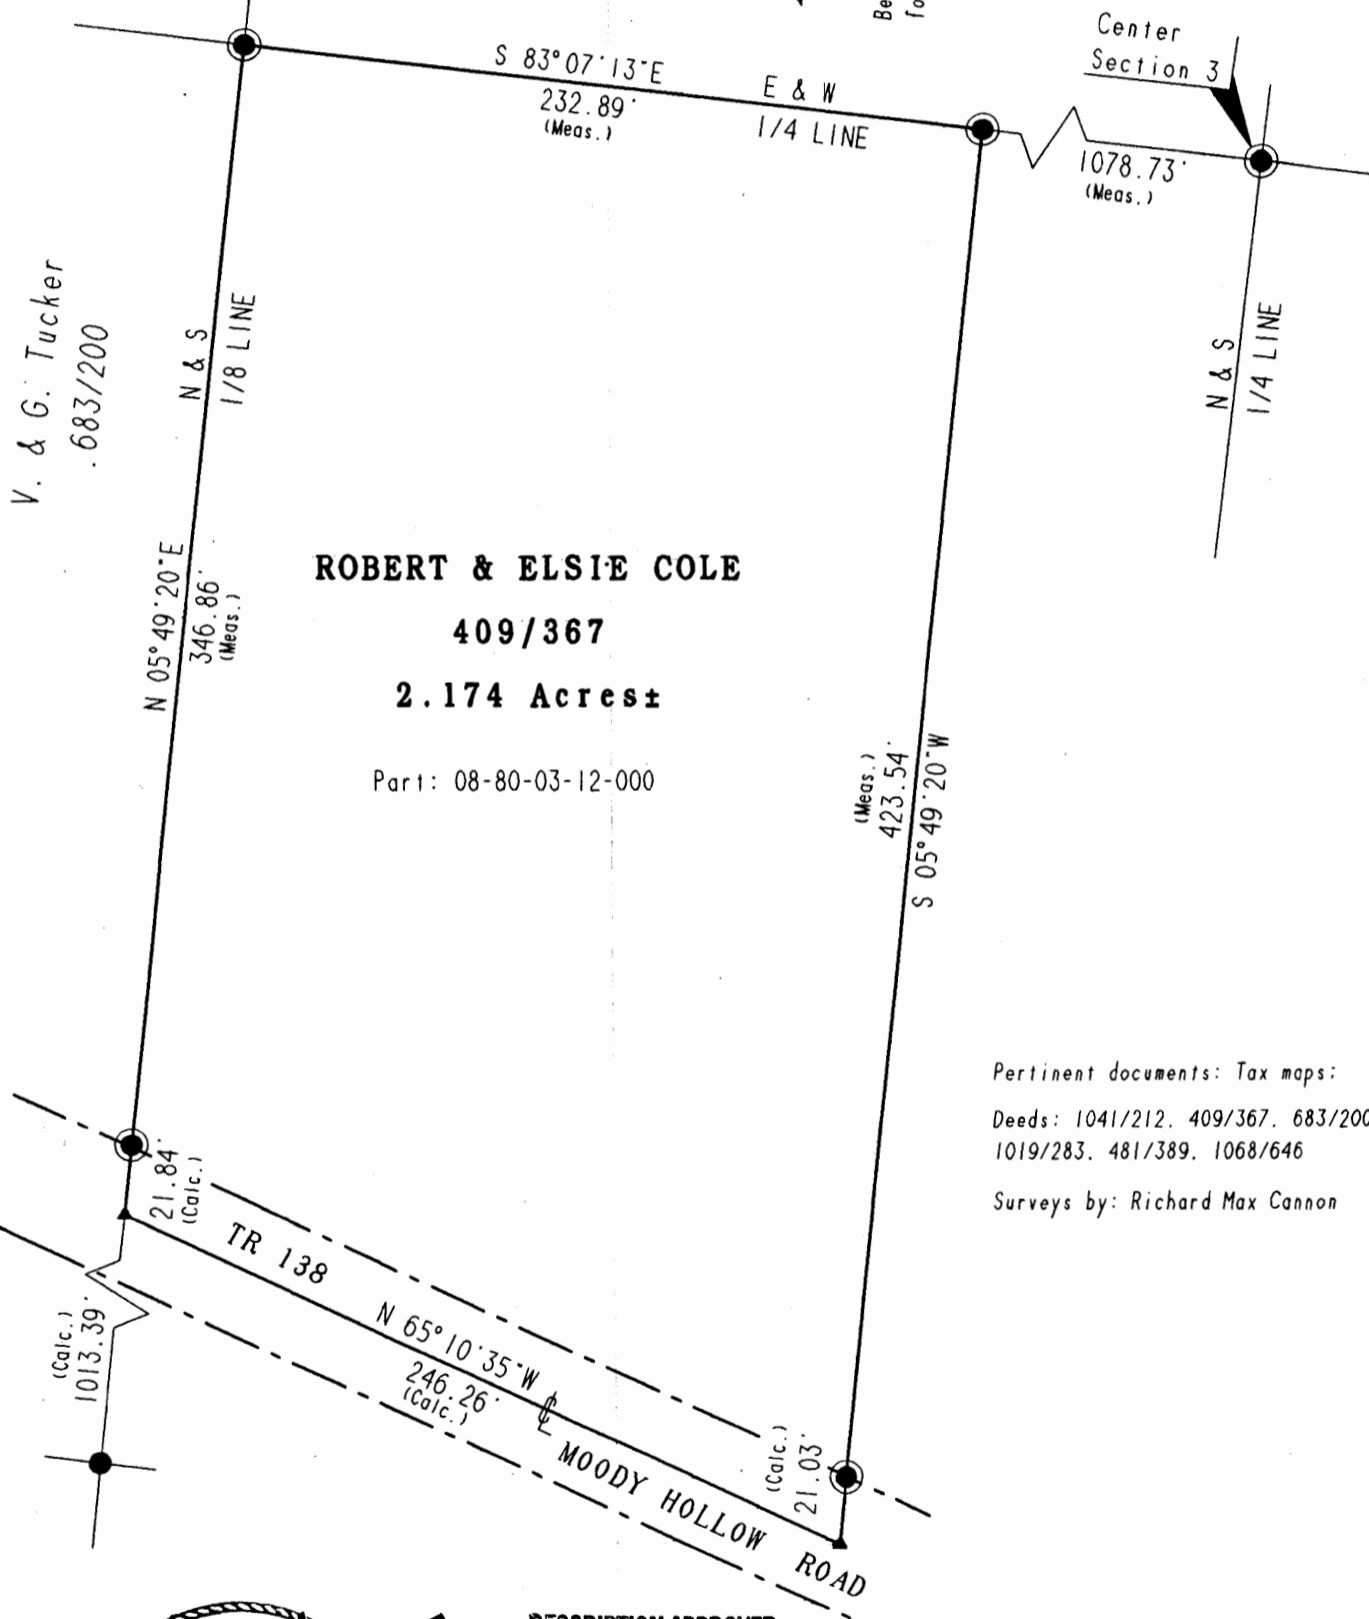 Be
fo
Center
Section 3
S 83°07'13"E
232.89'
(Meas.)
E & W
1/4 LINE
1078.73'
(Meas.)
V. & G. Tucker
683/200
N & S
1/8 LINE
N & S
1/4 LINE
N 05°49'20"E
346.86'
(Meas.)
ROBERT & ELSIE COLE
409/367
2.174 Acres±
Part: 08-80-03-12-000
(Meas.)
423.54'
S 05°49'20"W
Pertinent documents: Tax maps:
Deeds: 1041/212. 409/367. 683/200
1019/283. 481/389. 1068/646
Surveys by: Richard Max Cannon
21.84'
(Calc.)
TR 138
N 65°10'35"W
246.26'
(Calc.)
℄
MOODY HOLLOW ROAD
(Calc.)
21.03'
(Calc.)
1013.39'
DESCRIPTION APPROVED